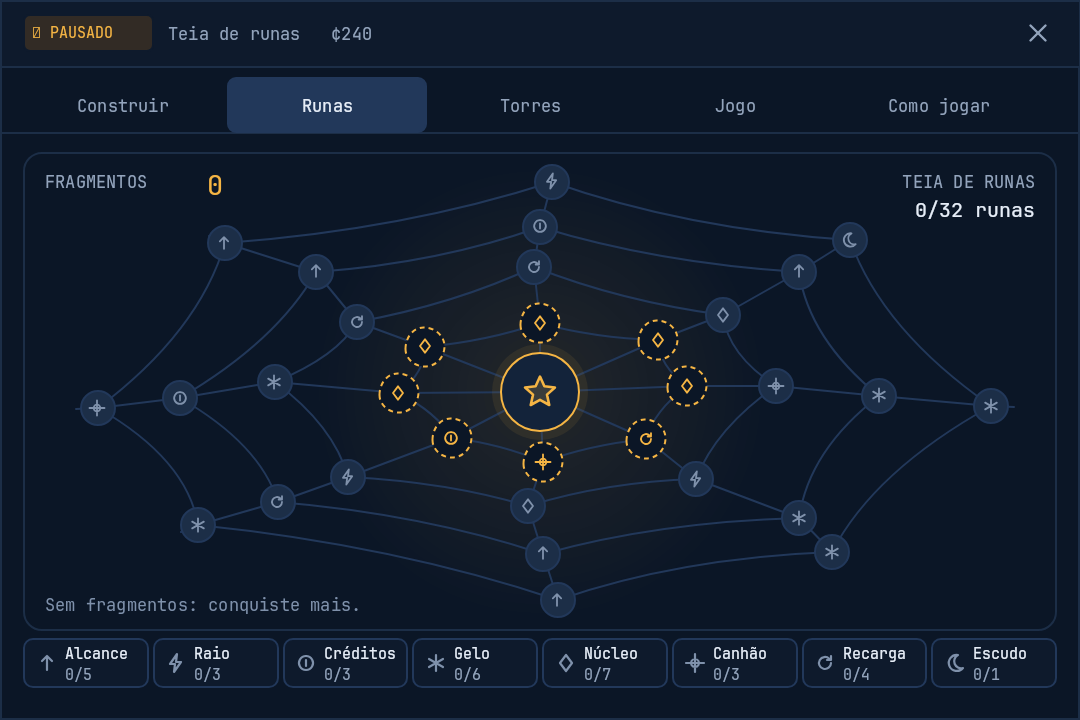 PAUSADO Teia de runas ₵240
Construir Runas Torres Jogo Como jogar
FRAGMENTOS 0
TEIA DE RUNAS
0/32 runas
Sem fragmentos: conquiste mais.
Alcance
0/5
Raio
0/3
Créditos
0/3
Gelo
0/6
Núcleo
0/7
Canhão
0/3
Recarga
0/4
Escudo
0/1